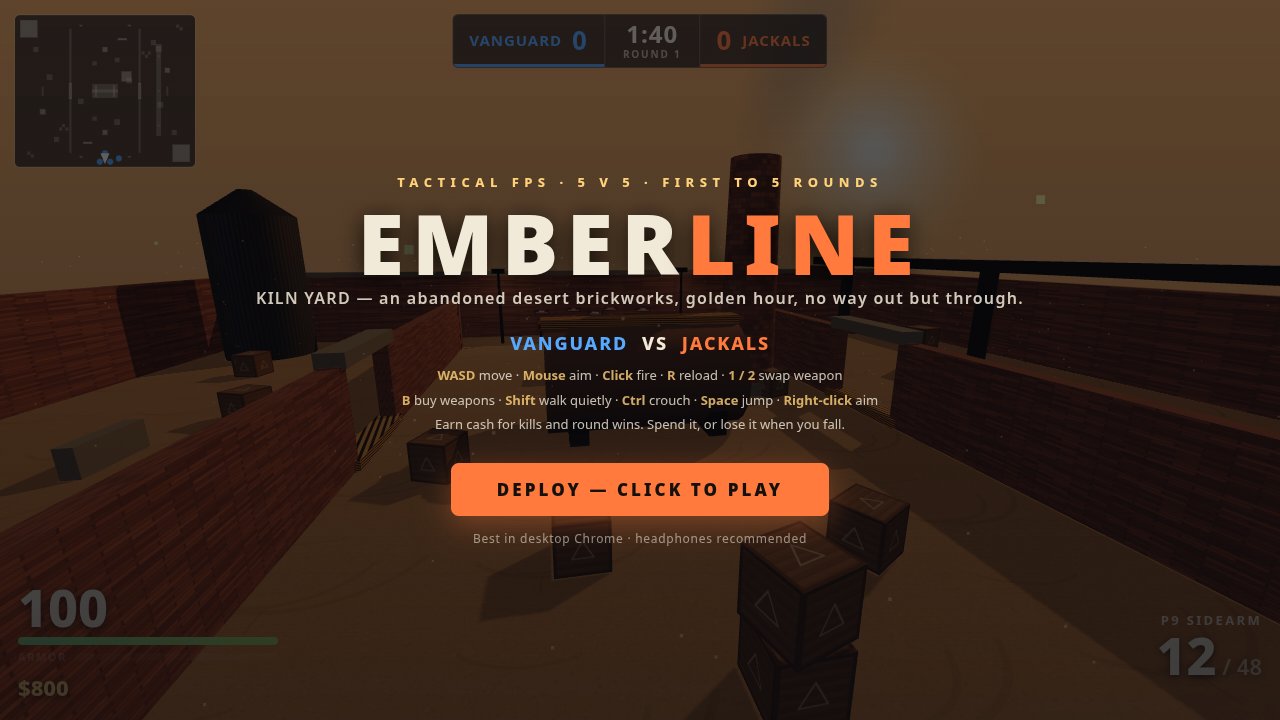 VANGUARD 0
1:40
ROUND 1
0 JACKALS
TACTICAL FPS · 5 V 5 · FIRST TO 5 ROUNDS
EMBERLINE
KILN YARD — an abandoned desert brickworks, golden hour, no way out but through.
VANGUARD VS JACKALS
WASD move · Mouse aim · Click fire · R reload · 1 / 2 swap weapon
B buy weapons · Shift walk quietly · Ctrl crouch · Space jump · Right-click aim
Earn cash for kills and round wins. Spend it, or lose it when you fall.
DEPLOY — CLICK TO PLAY
Best in desktop Chrome · headphones recommended
100
ARMOR
$800
P9 SIDEARM
12 / 48